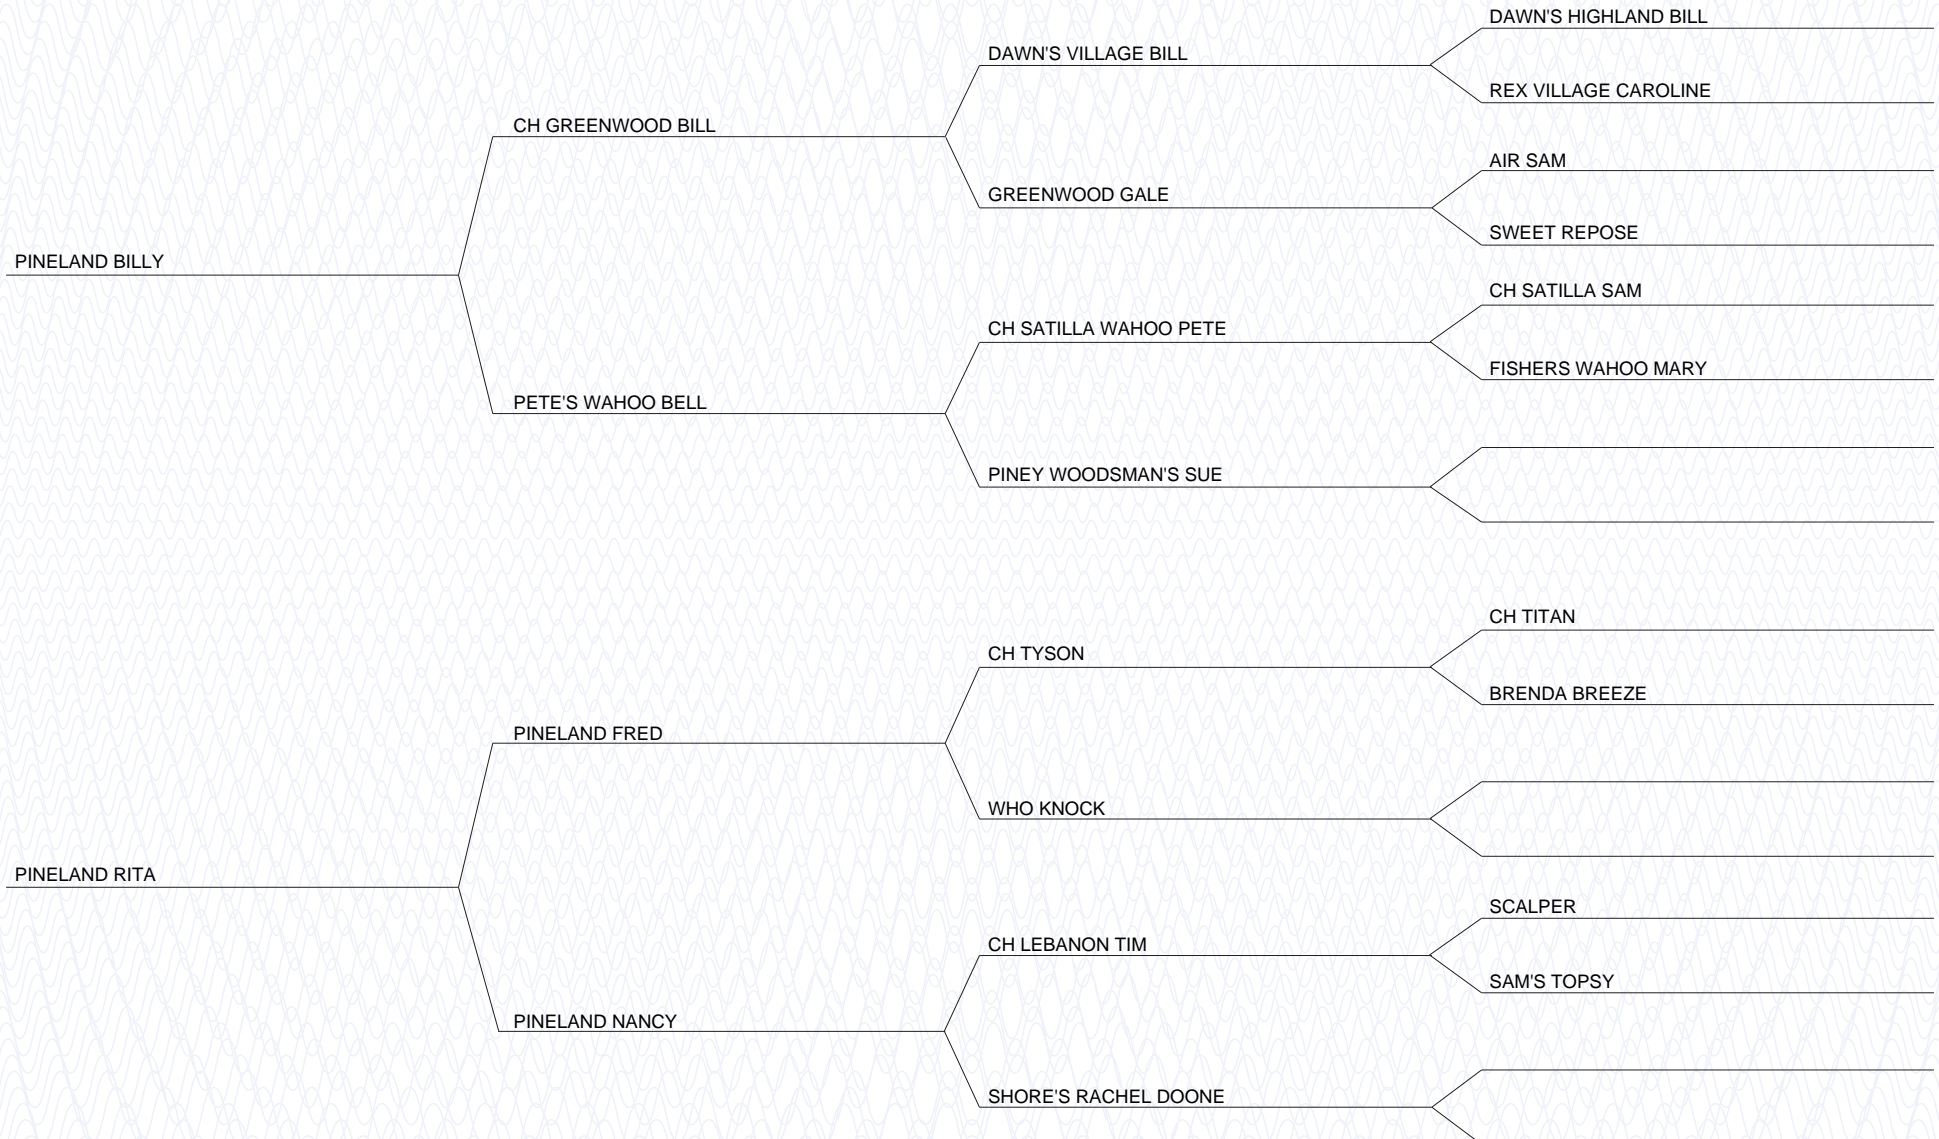 DAWN'S HIGHLAND BILL
DAWN'S VILLAGE BILL
REX VILLAGE CAROLINE
CH GREENWOOD BILL
AIR SAM
GREENWOOD GALE
SWEET REPOSE
PINELAND BILLY
CH SATILLA SAM
CH SATILLA WAHOO PETE
FISHERS WAHOO MARY
PETE'S WAHOO BELL
PINEY WOODSMAN'S SUE
CH TITAN
CH TYSON
BRENDA BREEZE
PINELAND FRED
WHO KNOCK
PINELAND RITA
SCALPER
CH LEBANON TIM
SAM'S TOPSY
PINELAND NANCY
SHORE'S RACHEL DOONE